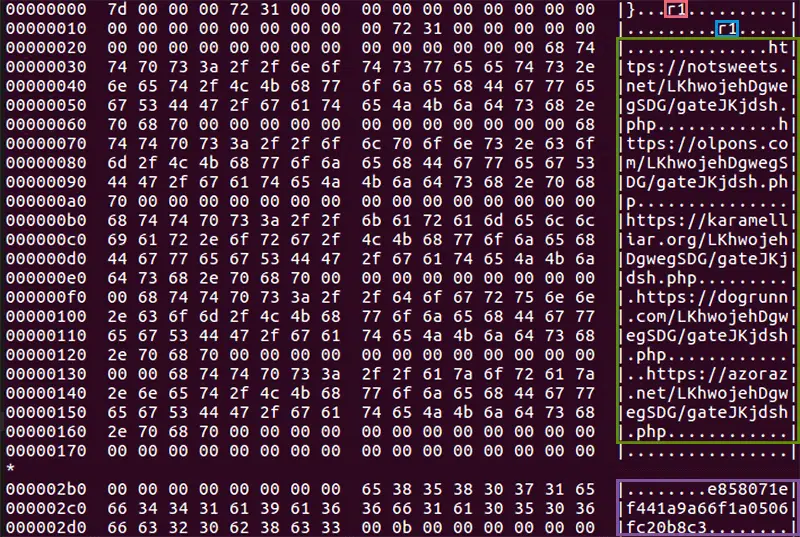 00000000  7d 00 00 00 72 31 00 00  00 00 00 00 00 00 00 00  |}...r1..........|
00000010  00 00 00 00 00 00 00 00  00 72 31 00 00 00 00 00  |.........r1.....|
00000020  00 00 00 00 00 00 00 00  00 00 00 00 00 00 68 74  |..............ht|
00000030  74 70 73 3a 2f 2f 6e 6f  74 73 77 65 65 74 73 2e  |tps://notsweets.|
00000040  6e 65 74 2f 4c 4b 68 77  6f 6a 65 68 44 67 77 65  |net/LKhwojehDgwe|
00000050  67 53 44 47 2f 67 61 74  65 4a 4b 6a 64 73 68 2e  |gSDG/gateJKjdsh.|
00000060  70 68 70 00 00 00 00 00  00 00 00 00 00 00 00 68  |php............h|
00000070  74 74 70 73 3a 2f 2f 6f  6c 70 6f 6e 73 2e 63 6f  |ttps://olpons.co|
00000080  6d 2f 4c 4b 68 77 6f 6a  65 68 44 67 77 65 67 53  |m/LKhwojehDgwegS|
00000090  44 47 2f 67 61 74 65 4a  4b 6a 64 73 68 2e 70 68  |DG/gateJKjdsh.ph|
000000a0  70 00 00 00 00 00 00 00  00 00 00 00 00 00 00 00  |p...............|
000000b0  68 74 74 70 73 3a 2f 2f  6b 61 72 61 6d 65 6c 6c  |https://karamell|
000000c0  69 61 72 2e 6f 72 67 2f  4c 4b 68 77 6f 6a 65 68  |iar.org/LKhwojeh|
000000d0  44 67 77 65 67 53 44 47  2f 67 61 74 65 4a 4b 6a  |DgwegSDG/gateJKj|
000000e0  64 73 68 2e 70 68 70 00  00 00 00 00 00 00 00 00  |dsh.php.........|
000000f0  00 68 74 74 70 73 3a 2f  2f 64 6f 67 72 75 6e 6e  |.https://dogrunn|
00000100  2e 63 6f 6d 2f 4c 4b 68  77 6f 6a 65 68 44 67 77  |.com/LKhwojehDgw|
00000110  65 67 53 44 47 2f 67 61  74 65 4a 4b 6a 64 73 68  |egSDG/gateJKjdsh|
00000120  2e 70 68 70 00 00 00 00  00 00 00 00 00 00 00 00  |.php............|
00000130  00 00 68 74 74 70 73 3a  2f 2f 61 7a 6f 72 61 7a  |..https://azoraz|
00000140  2e 6e 65 74 2f 4c 4b 68  77 6f 6a 65 68 44 67 77  |.net/LKhwojehDgw|
00000150  65 67 53 44 47 2f 67 61  74 65 4a 4b 6a 64 73 68  |egSDG/gateJKjdsh|
00000160  2e 70 68 70 00 00 00 00  00 00 00 00 00 00 00 00  |.php............|
00000170  00 00 00 00 00 00 00 00  00 00 00 00 00 00 00 00  |................|
*
000002b0  00 00 00 00 00 00 00 00  65 38 35 38 30 37 31 65  |........e858071e|
000002c0  66 34 34 31 61 39 61 36  36 66 31 61 30 35 30 36  |f441a9a66f1a0506|
000002d0  66 63 32 30 62 38 63 33  00 0b 00 00 00 00 00 00  |fc20b8c3........|